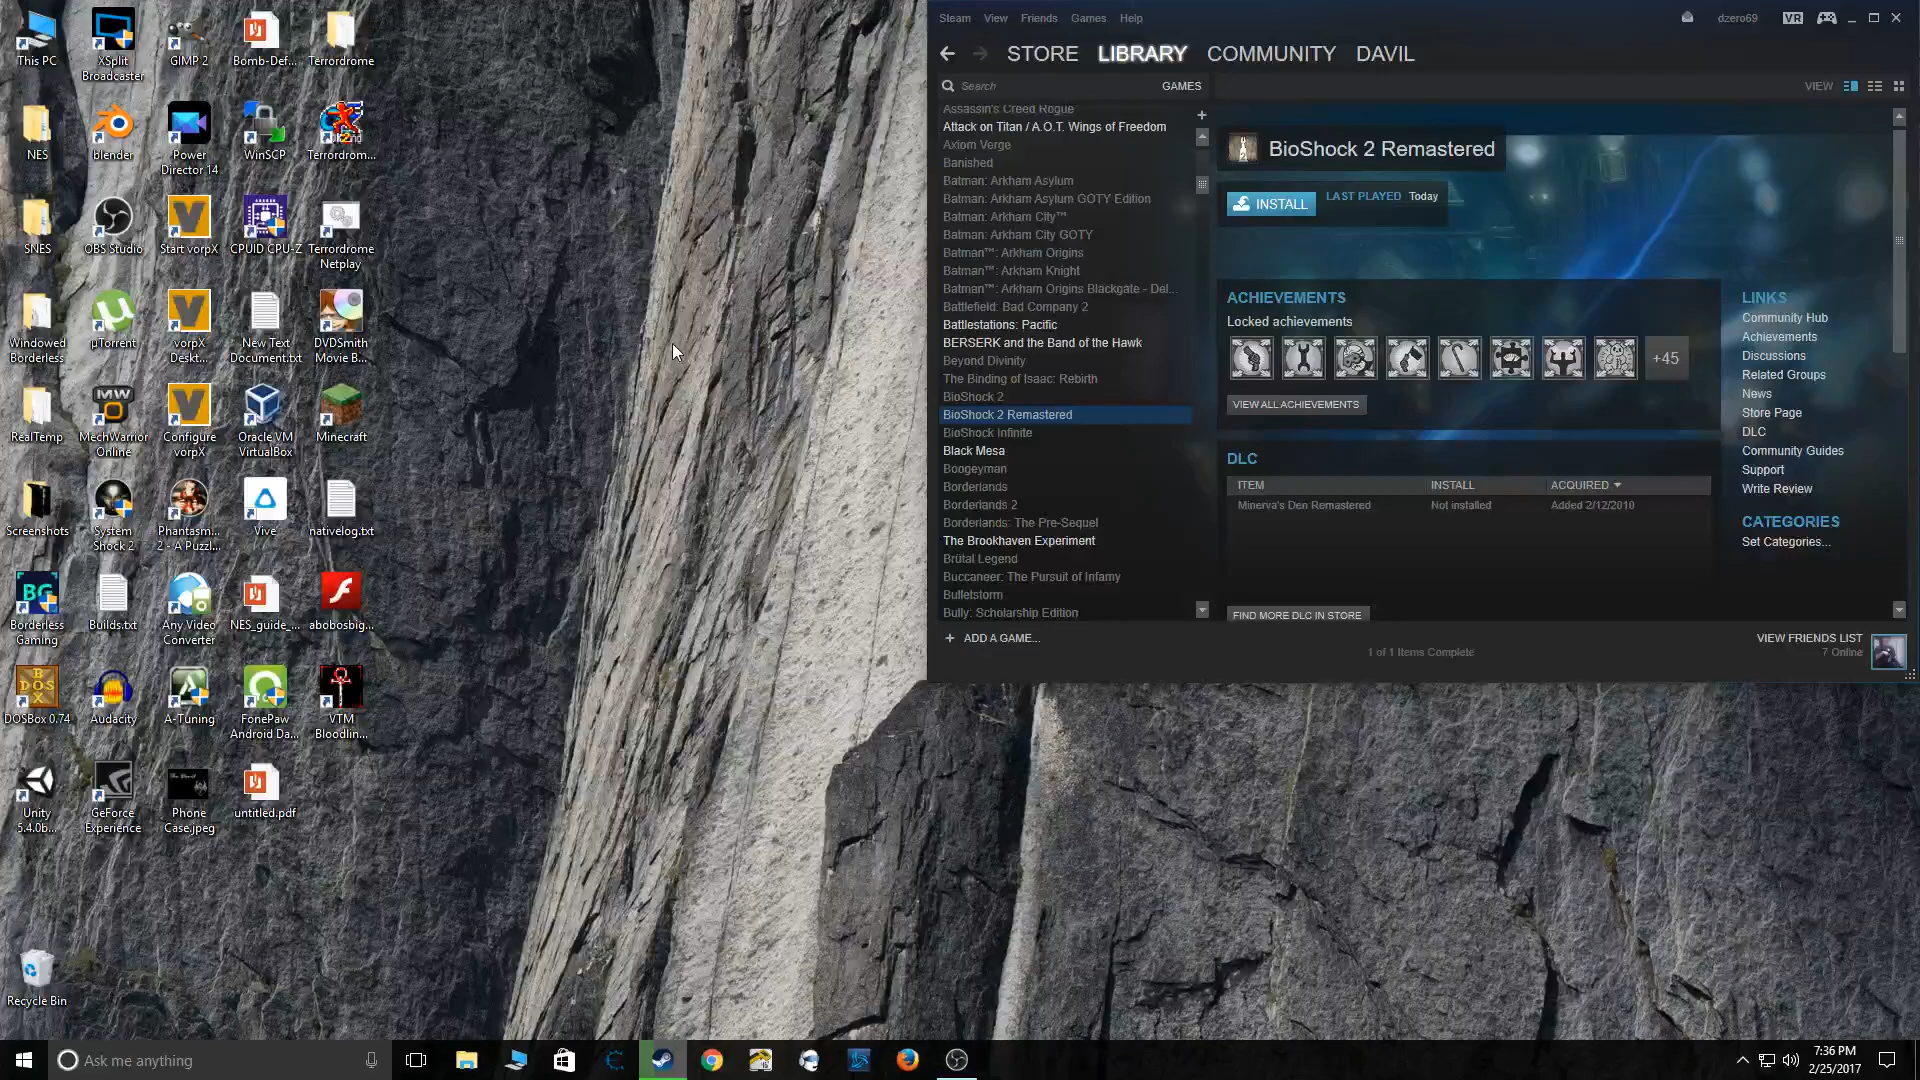 This PC
XSplit
Broadcaster
GIMP 2
Bomb-Def...
Terrordrome
NES
blender
Power
Director 14
WinSCP
Terrordrom...
SNES
OBS Studio
Start vorpX
CPUID CPU-Z
Terrordrome
Netplay
Windowed
Borderless
µTorrent
vorpX
Deskt...
New Text
Document.txt
DVDSmith
Movie B...
RealTemp
MechWarrior
Online
Configure
vorpX
Oracle VM
VirtualBox
Minecraft
Screenshots
System
Shock 2
Phantasm...
2 - A Puzzl...
Vive
nativelog.txt
Borderless
Gaming
Builds.txt
Any Video
Converter
NES_guide_...
abobosbig...
DOSBox 0.74
Audacity
A-Tuning
FonePaw
Android Da...
VTM
Bloodlin...
Unity
5.4.0b...
GeForce
Experience
Phone
Case.jpeg
untitled.pdf
Recycle Bin
Steam View Friends Games Help
dzero69
VR
STORE LIBRARY COMMUNITY DAVIL
Search
GAMES
VIEW
Assassin's Creed Rogue
Attack on Titan / A.O.T. Wings of Freedom
Axiom Verge
Banished
Batman: Arkham Asylum
Batman: Arkham Asylum GOTY Edition
Batman: Arkham City™
Batman: Arkham City GOTY
Batman™: Arkham Origins
Batman™: Arkham Knight
Batman™: Arkham Origins Blackgate - Del...
Battlefield: Bad Company 2
Battlestations: Pacific
BERSERK and the Band of the Hawk
Beyond Divinity
The Binding of Isaac: Rebirth
BioShock 2
BioShock 2 Remastered
BioShock Infinite
Black Mesa
Boogeyman
Borderlands
Borderlands 2
Borderlands: The Pre-Sequel
The Brookhaven Experiment
Brütal Legend
Buccaneer: The Pursuit of Infamy
Bulletstorm
Bully: Scholarship Edition
+ ADD A GAME...
BioShock 2 Remastered
INSTALL
LAST PLAYED Today
ACHIEVEMENTS
Locked achievements
+45
VIEW ALL ACHIEVEMENTS
DLC
ITEM INSTALL ACQUIRED
Minerva's Den Remastered Not installed Added 2/12/2010
FIND MORE DLC IN STORE
LINKS
Community Hub
Achievements
Discussions
Related Groups
News
Store Page
DLC
Community Guides
Support
Write Review
CATEGORIES
Set Categories...
1 of 1 Items Complete
VIEW FRIENDS LIST
7 Online
Ask me anything
7:36 PM
2/25/2017